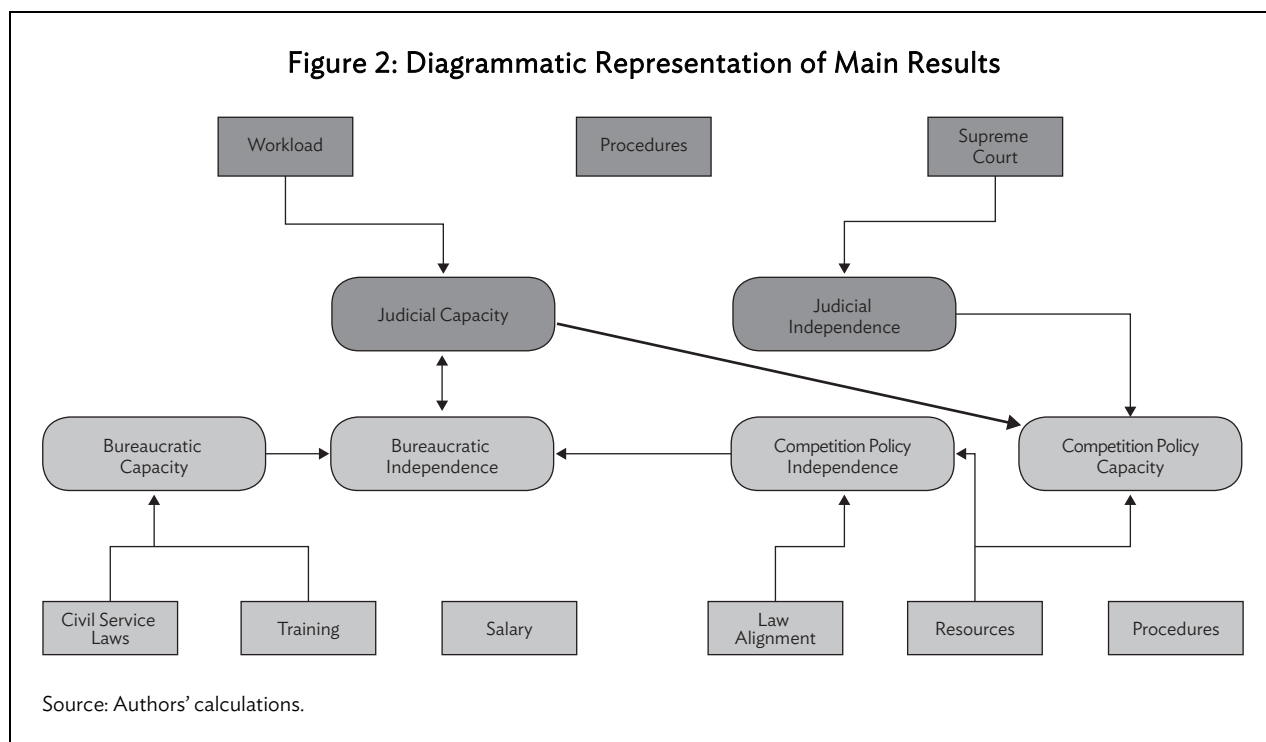 Figure 2: Diagrammatic Representation of Main Results
Workload
Procedures
Supreme
Court
Judicial Capacity
Judicial
Independence
Bureaucratic
Capacity
Bureaucratic
Independence
Competition Policy
Independence
Competition Policy
Capacity
Civil Service
Laws
Training
Salary
Law
Alignment
Resources
Procedures
Source: Authors’ calculations.